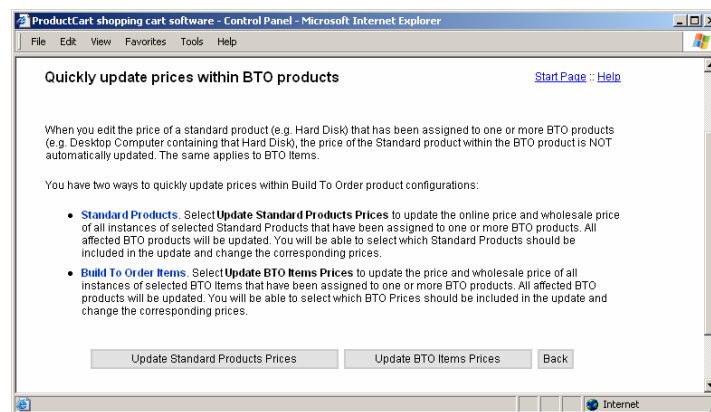 ProductCart shopping cart software - Control Panel - Microsoft Internet Explorer
File Edit View Favorites Tools Help
Quickly update prices within BTO products
Start Page :: Help
When you edit the price of a standard product (e.g. Hard Disk) that has been assigned to one or more BTO products
(e.g. Desktop Computer containing that Hard Disk), the price of the Standard product within the BTO product is NOT
automatically updated. The same applies to BTO Items.
You have two ways to quickly update prices within Build To Order product configurations:
• Standard Products. Select Update Standard Products Prices to update the online price and wholesale price
of all instances of selected Standard Products that have been assigned to one or more BTO products. All
affected BTO products will be updated. You will be able to select which Standard Products should be
included in the update and change the corresponding prices.
• Build To Order Items. Select Update BTO Items Prices to update the price and wholesale price of all
instances of selected BTO Items that have been assigned to one or more BTO products. All affected BTO
products will be updated. You will be able to select which BTO Prices should be included in the update and
change the corresponding prices.
Update Standard Products Prices Update BTO Items Prices Back
Internet